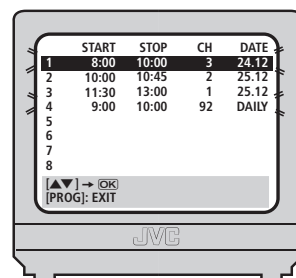 START STOP CH DATE
1 8:00 10:00 3 24.12
2 10:00 10:45 2 25.12
3 11:30 13:00 1 25.12
4 9:00 10:00 92 DAILY
5
6
7
8
[▲▼] → OK
[PROG]: EXIT
JVC